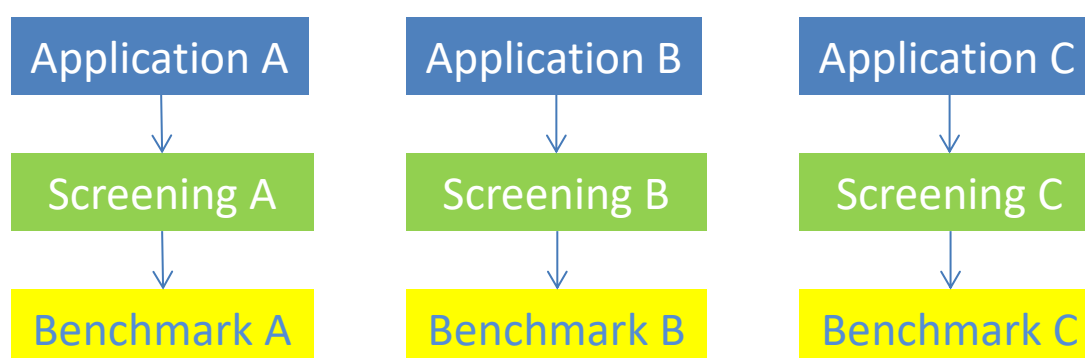 Application A
Application B
Application C
Screening A
Screening B
Screening C
Benchmark A
Benchmark B
Benchmark C